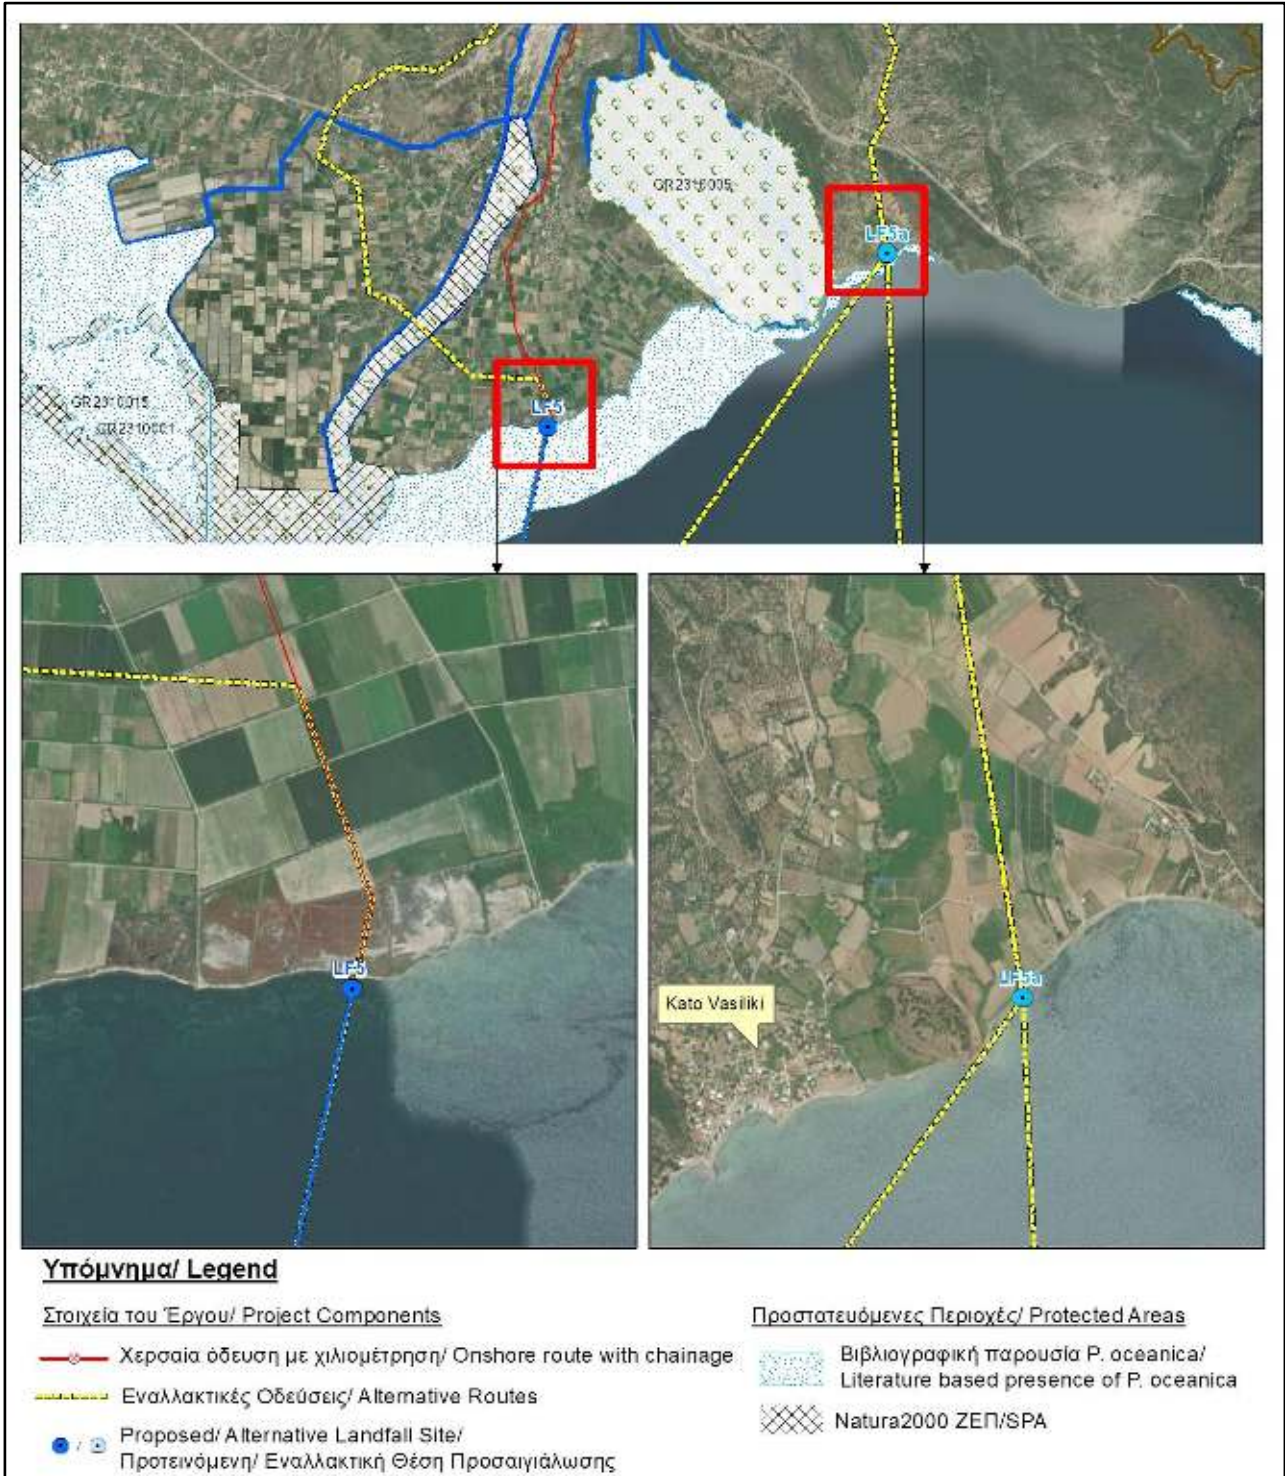 GR2310005
LF5a
GR2310015
GR2310001
LF5
LF5
LF5a
Kato Vasiliki
Υπόμνημα/ Legend
Στοιχεία του Έργου/ Project Components
Χερσαία όδευση με χιλιομέτρηση/ Onshore route with chainage
Εναλλακτικές Οδεύσεις/ Alternative Routes
Proposed/ Alternative Landfall Site/
Προτεινόμενη/ Εναλλακτική Θέση Προσαιγιάλωσης
Προστατευόμενες Περιοχές/ Protected Areas
Βιβλιογραφική παρουσία P. oceanica/
Literature based presence of P. oceanica
Natura2000 ΖΕΠ/SPA